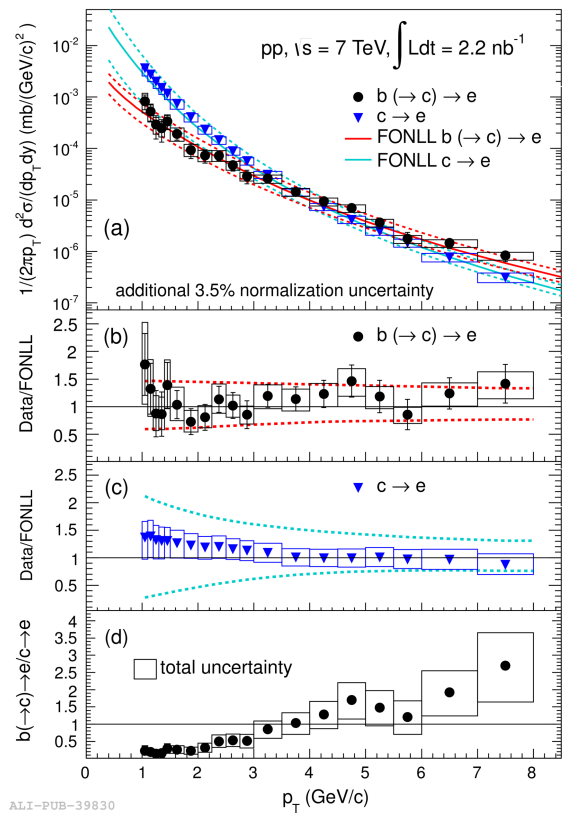 pp, √s = 7 TeV, ∫ Ldt = 2.2 nb⁻¹
b (→ c) → e
c → e
FONLL b (→ c) → e
FONLL c → e
1/(2πp_T) d²σ/(dp_Tdy) (mb/(GeV/c)²)
10⁻²
10⁻³
10⁻⁴
10⁻⁵
10⁻⁶
10⁻⁷
(a)
additional 3.5% normalization uncertainty
Data/FONLL
2.5
2
1.5
1
0.5
(b)
b (→ c) → e
Data/FONLL
2.5
2
1.5
1
0.5
(c)
c → e
b(→c)→e/c→e
4
3.5
3
2.5
2
1.5
1
0.5
(d)
total uncertainty
0 1 2 3 4 5 6 7 8
p_T (GeV/c)
ALI-PUB-39830